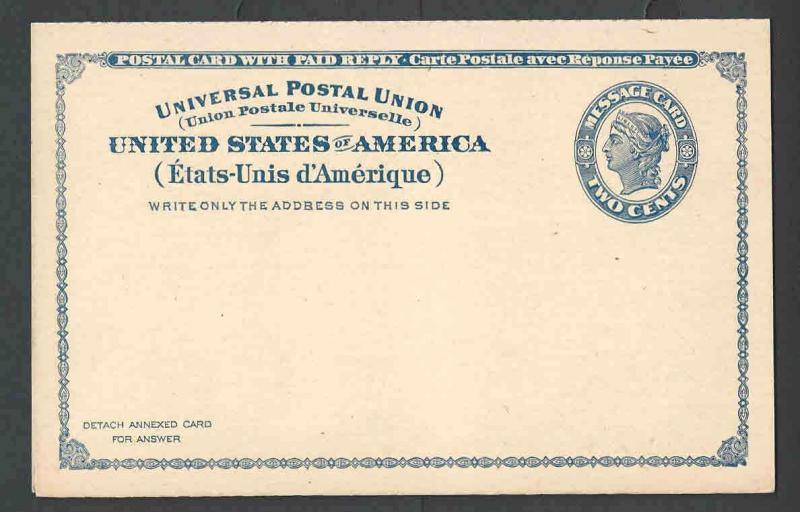 POSTAL CARD WITH PAID REPLY · Carte Postale avec Réponse Payée
UNIVERSAL POSTAL UNION
(Union Postale Universelle)
UNITED STATES OF AMERICA
(États-Unis d'Amérique)
WRITE ONLY THE ADDRESS ON THIS SIDE
MESSAGE CARD
TWO CENTS
DETACH ANNEXED CARD
FOR ANSWER